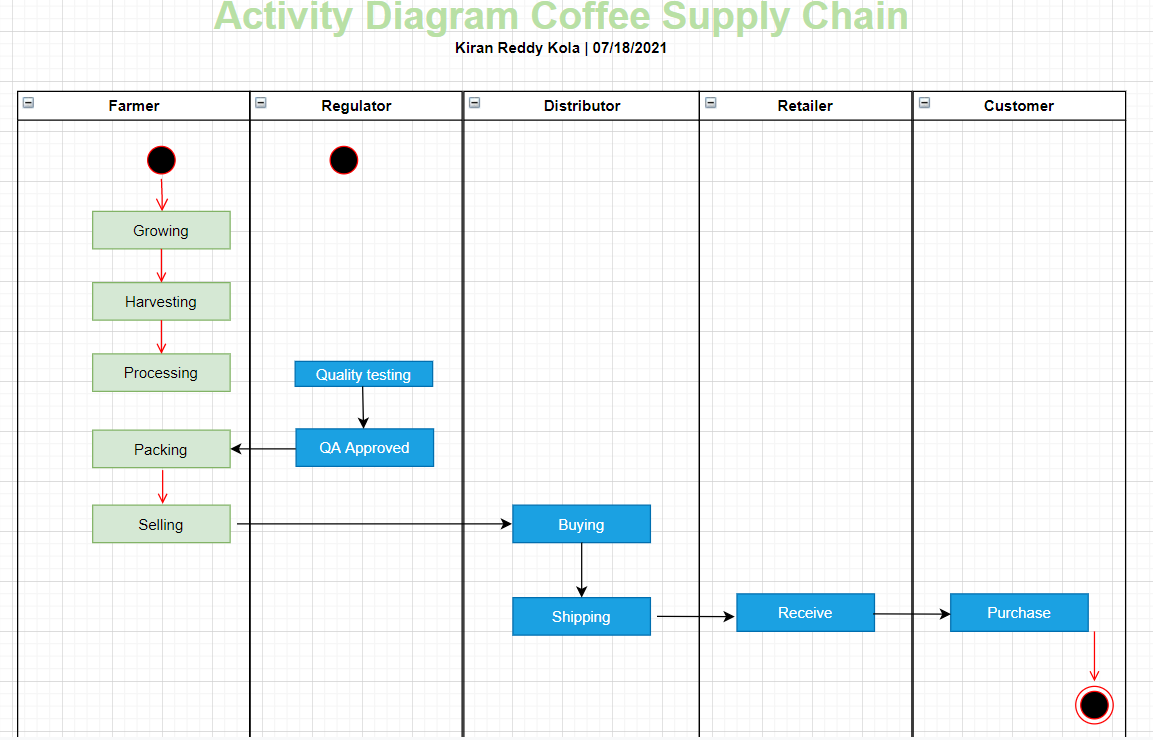 Activity Diagram Coffee Supply Chain
Kiran Reddy Kola | 07/18/2021
Farmer
Regulator
Distributor
Retailer
Customer
Growing
Harvesting
Processing
Quality testing
Packing
QA Approved
Selling
Buying
Shipping
Receive
Purchase